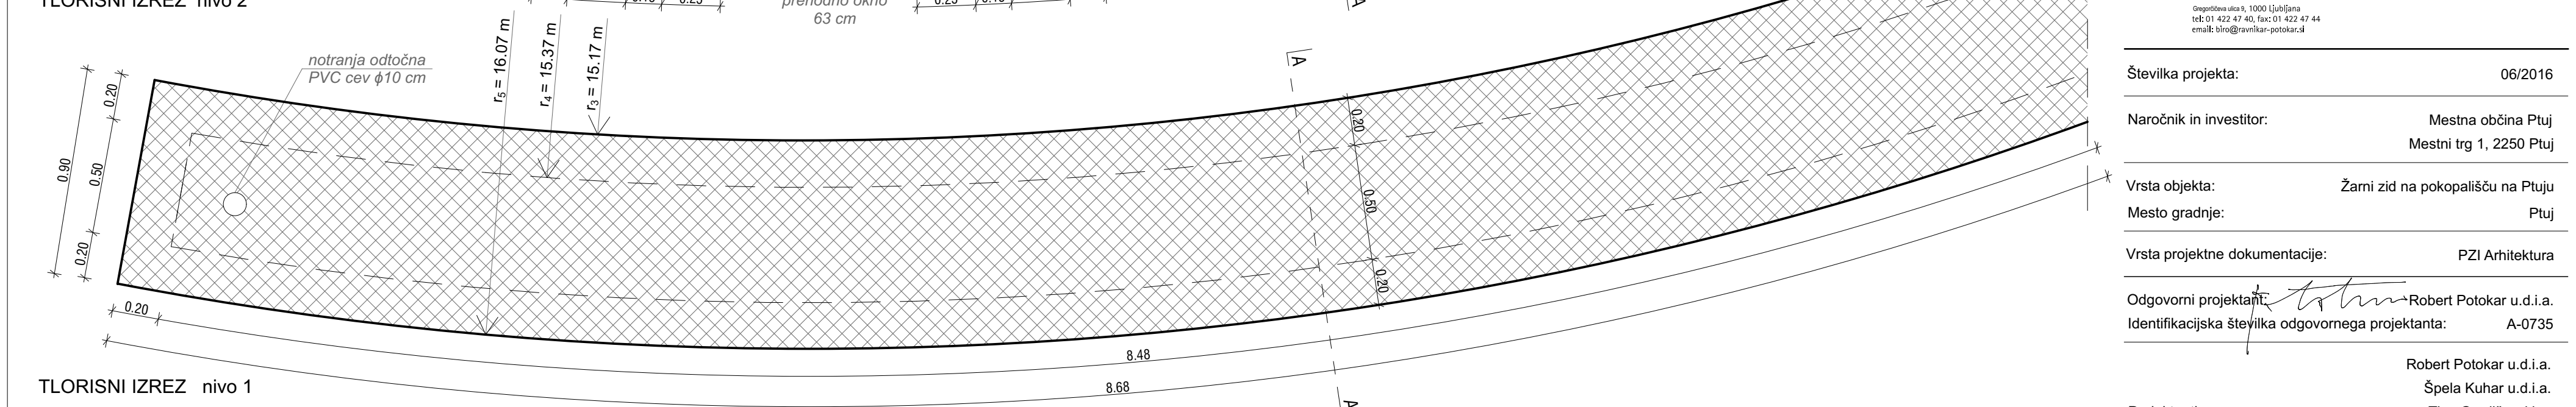 TLORISNI IZREZ nivo 2
prehodno okno
63 cm
0.25
0.25
notranja odtočna
PVC cev ϕ10 cm
r5 = 16.07 m
r4 = 15.37 m
r3 = 15.17 m
A
A
0.20
0.90
0.50
0.20
0.20
0.50
0.20
0.20
8.48
8.68
A
TLORISNI IZREZ nivo 1
Gregorčičeva ulica 9, 1000 Ljubljana
tel: 01 422 47 40, fax: 01 422 47 44
email: biro@ravnikar-potokar.si
Številka projekta: 06/2016
Naročnik in investitor: Mestna občina Ptuj
Mestni trg 1, 2250 Ptuj
Vrsta objekta: Žarni zid na pokopališču na Ptuju
Mesto gradnje: Ptuj
Vrsta projektne dokumentacije: PZI Arhitektura
Odgovorni projektant: Robert Potokar u.d.i.a.
Identifikacijska številka odgovornega projektanta: A-0735
Robert Potokar u.d.i.a.
Špela Kuhar u.d.i.a.